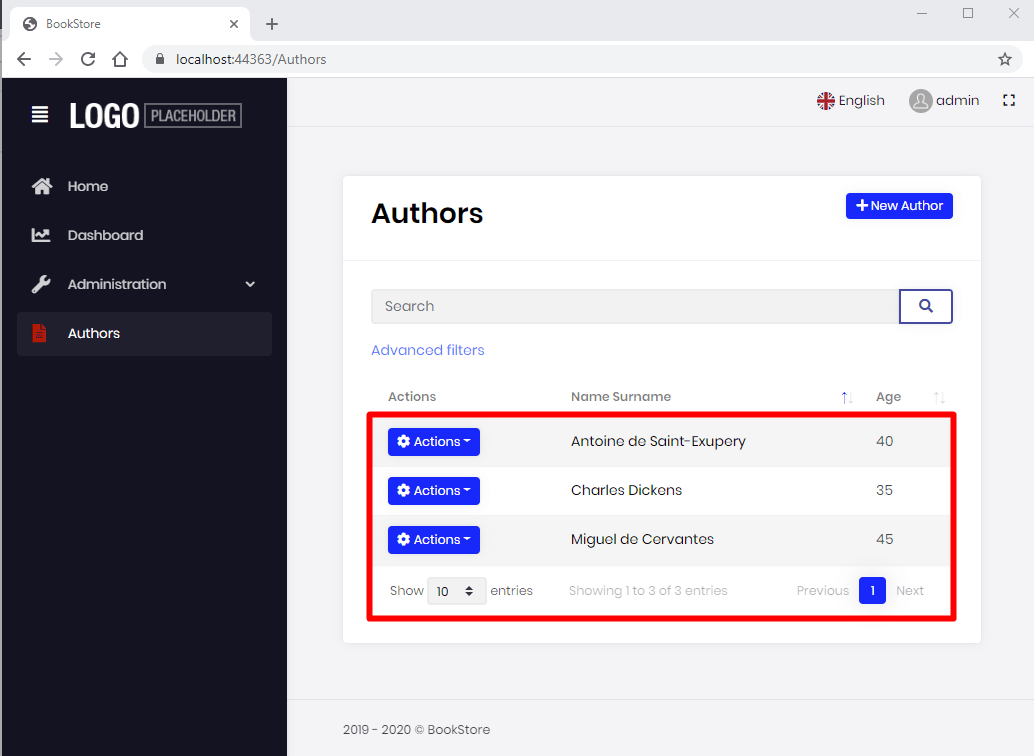 BookStore
localhost:44363/Authors
LOGO PLACEHOLDER
English admin
Home
Dashboard
Administration
Authors
Authors
New Author
Search
Advanced filters
Actions Name Surname Age
Actions Antoine de Saint-Exupery 40
Actions Charles Dickens 35
Actions Miguel de Cervantes 45
Show 10 entries Showing 1 to 3 of 3 entries Previous 1 Next
2019 - 2020 © BookStore